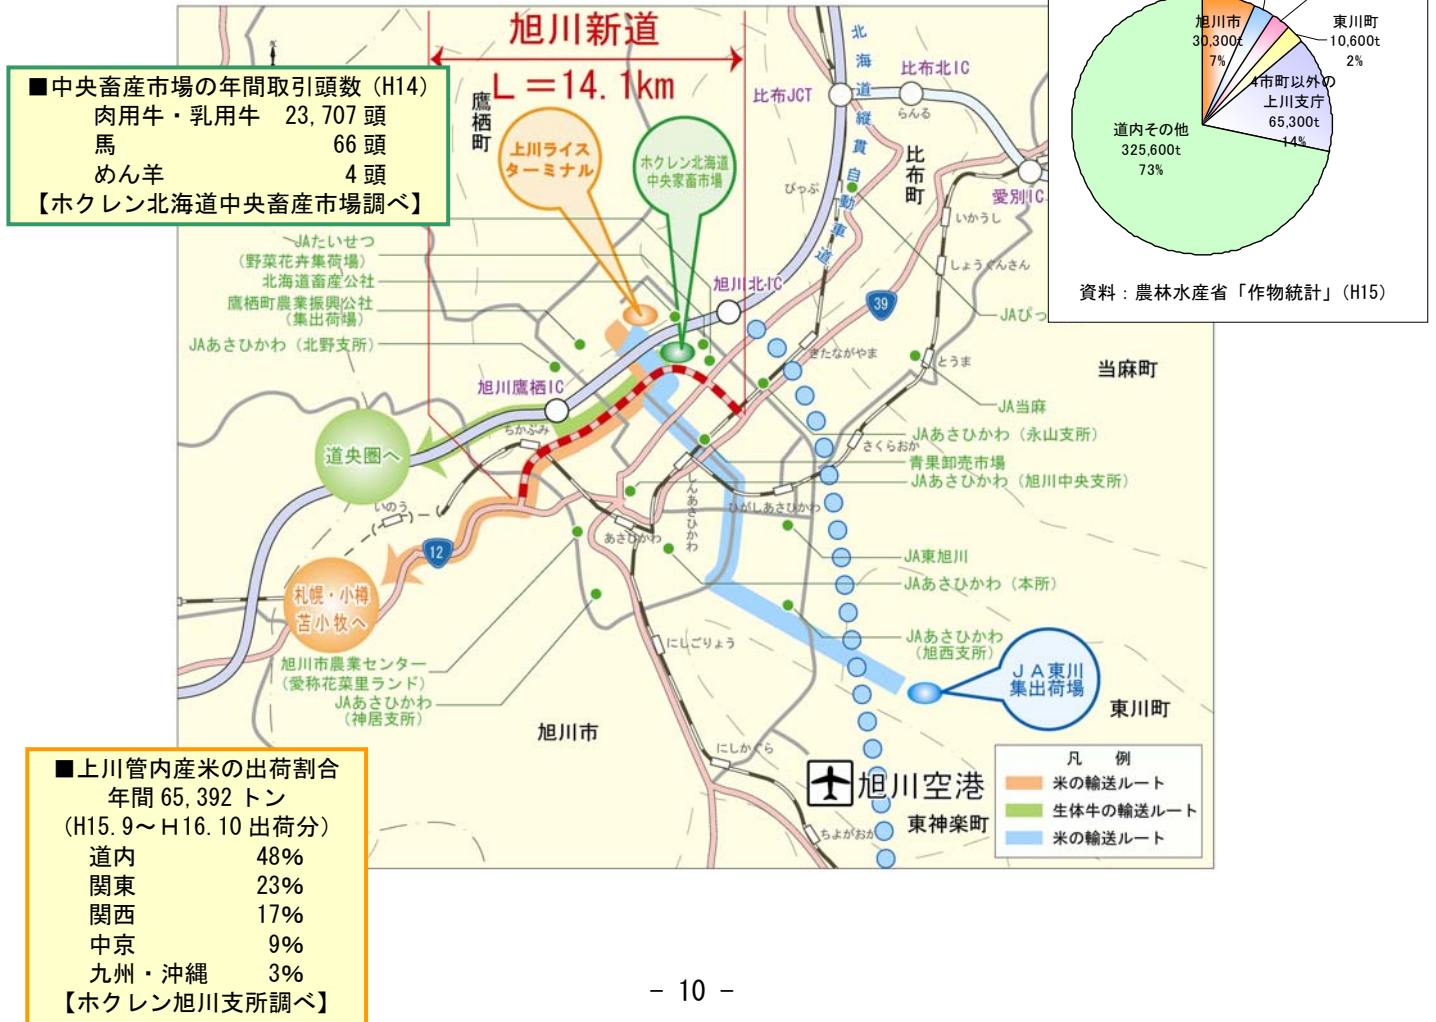 旭川新道
L=14.1km
■中央畜産市場の年間取引頭数(H14)
肉用牛・乳用牛 23,707頭
馬 66頭
めん羊 4頭
【ホクレン北海道中央畜産市場調べ】
鷹栖町
上川ライス
ターミナル
ホクレン北海道
中央家畜市場
比布JCT
比布北IC
らんる
北海道縦貫自動車道
比布町
ぴっぷ
愛別IC
いかうし
しょうぐんさん
旭川市
30,300t
7%
東川町
10,600t
2%
4市町以外の
上川支庁
65,300t
14%
道内その他
325,600t
73%
資料:農林水産省「作物統計」(H15)
JAたいせつ
(野菜花卉集荷場)
北海道畜産公社
鷹栖町農業振興公社
(集出荷場)
JAあさひかわ(北野支所)
旭川北IC
39
JAぴっ
きたながやま
とうま
当麻町
旭川鷹栖IC
JA当麻
ちかぶみ
JAあさひかわ(永山支所)
さくらおか
道央圏へ
青果卸売市場
JAあさひかわ(旭川中央支所)
いのう
しんあさひかわ
ひがしあさひかわ
あさひかわ
12
JA東旭川
JAあさひかわ(本所)
札幌・小樽
苫小牧へ
JAあさひかわ
(旭西支所)
にしごりょう
旭川市農業センター
(愛称花菜里ランド)
JAあさひかわ
(神居支所)
JA東川
集出荷場
東川町
旭川市
にしかぐら
旭川空港
東神楽町
ちよがおか
凡 例
米の輸送ルート
生体牛の輸送ルート
米の輸送ルート
■上川管内産米の出荷割合
年間65,392トン
(H15.9~H16.10出荷分)
道内 48%
関東 23%
関西 17%
中京 9%
九州・沖縄 3%
【ホクレン旭川支所調べ】
- 10 -